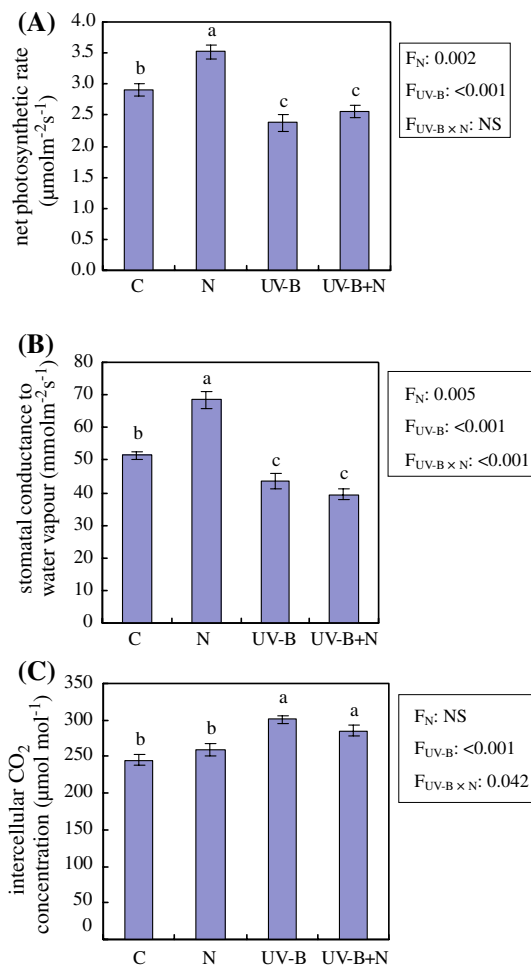 (A)
net photosynthetic rate
(μmolm⁻²s⁻¹)
4.0
3.5
3.0
2.5
2.0
1.5
1.0
0.5
0.0
b
a
c
c
C N UV-B UV-B+N
F_N: 0.002
F_UV-B: <0.001
F_UV-B × N: NS
(B)
stomatal conductance to
water vapour (mmolm⁻²s⁻¹)
80
70
60
50
40
30
20
10
0
b
a
c
c
C N UV-B UV-B+N
F_N: 0.005
F_UV-B: <0.001
F_UV-B × N: <0.001
(C)
intercellular CO₂
concentration (μmol mol⁻¹)
350
300
250
200
150
100
50
0
b
b
a
a
C N UV-B UV-B+N
F_N: NS
F_UV-B: <0.001
F_UV-B × N: 0.042